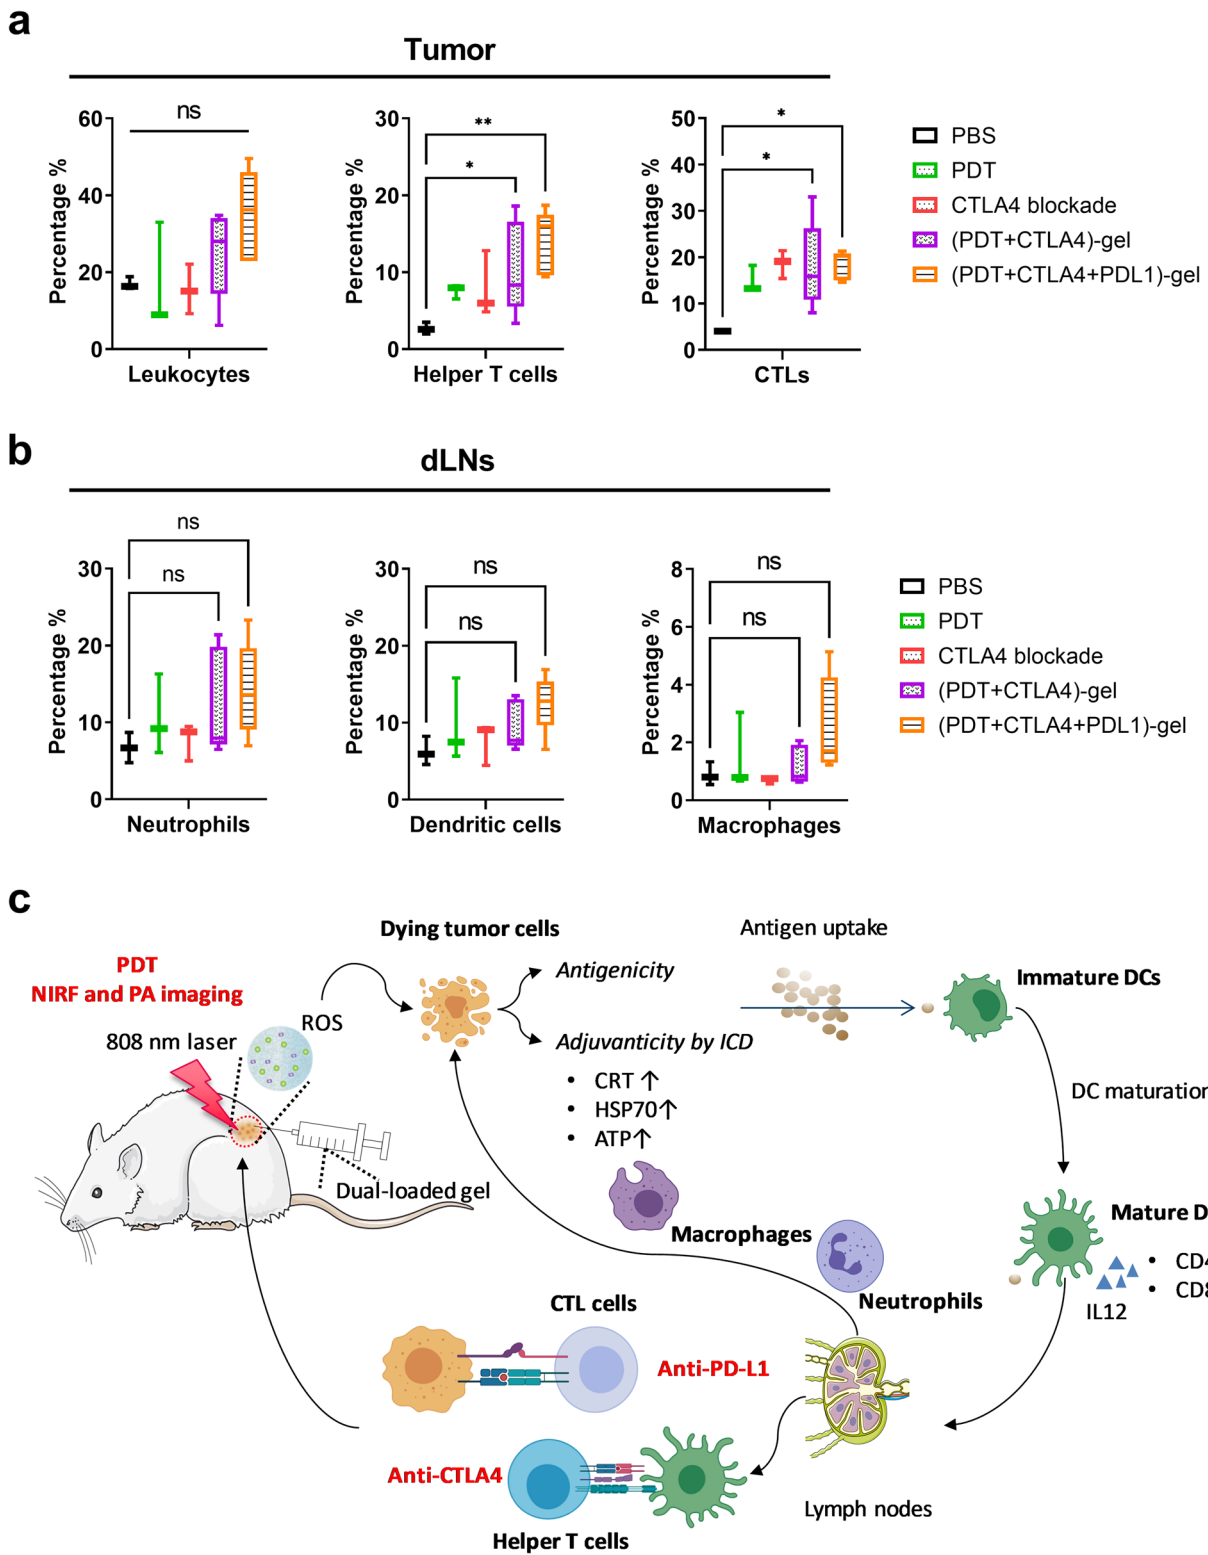 a
Tumor
ns
60
40
20
0
Percentage %
Leukocytes
**
*
30
20
10
0
Percentage %
Helper T cells
*
*
50
40
30
20
10
0
Percentage %
CTLs
PBS
PDT
CTLA4 blockade
(PDT+CTLA4)-gel
(PDT+CTLA4+PDL1)-gel
b
dLNs
ns
ns
30
20
10
0
Percentage %
Neutrophils
ns
ns
30
20
10
0
Percentage %
Dendritic cells
ns
ns
8
6
4
2
0
Percentage %
Macrophages
PBS
PDT
CTLA4 blockade
(PDT+CTLA4)-gel
(PDT+CTLA4+PDL1)-gel
c
PDT
NIRF and PA imaging
808 nm laser
ROS
Dual-loaded gel
Dying tumor cells
Antigenicity
Adjuvanticity by ICD
• CRT ↑
• HSP70↑
• ATP↑
Antigen uptake
Immature DCs
DC maturation
Mature D
• CD4
• CD8
IL12
Macrophages
Neutrophils
CTL cells
Anti-PD-L1
Anti-CTLA4
Helper T cells
Lymph nodes